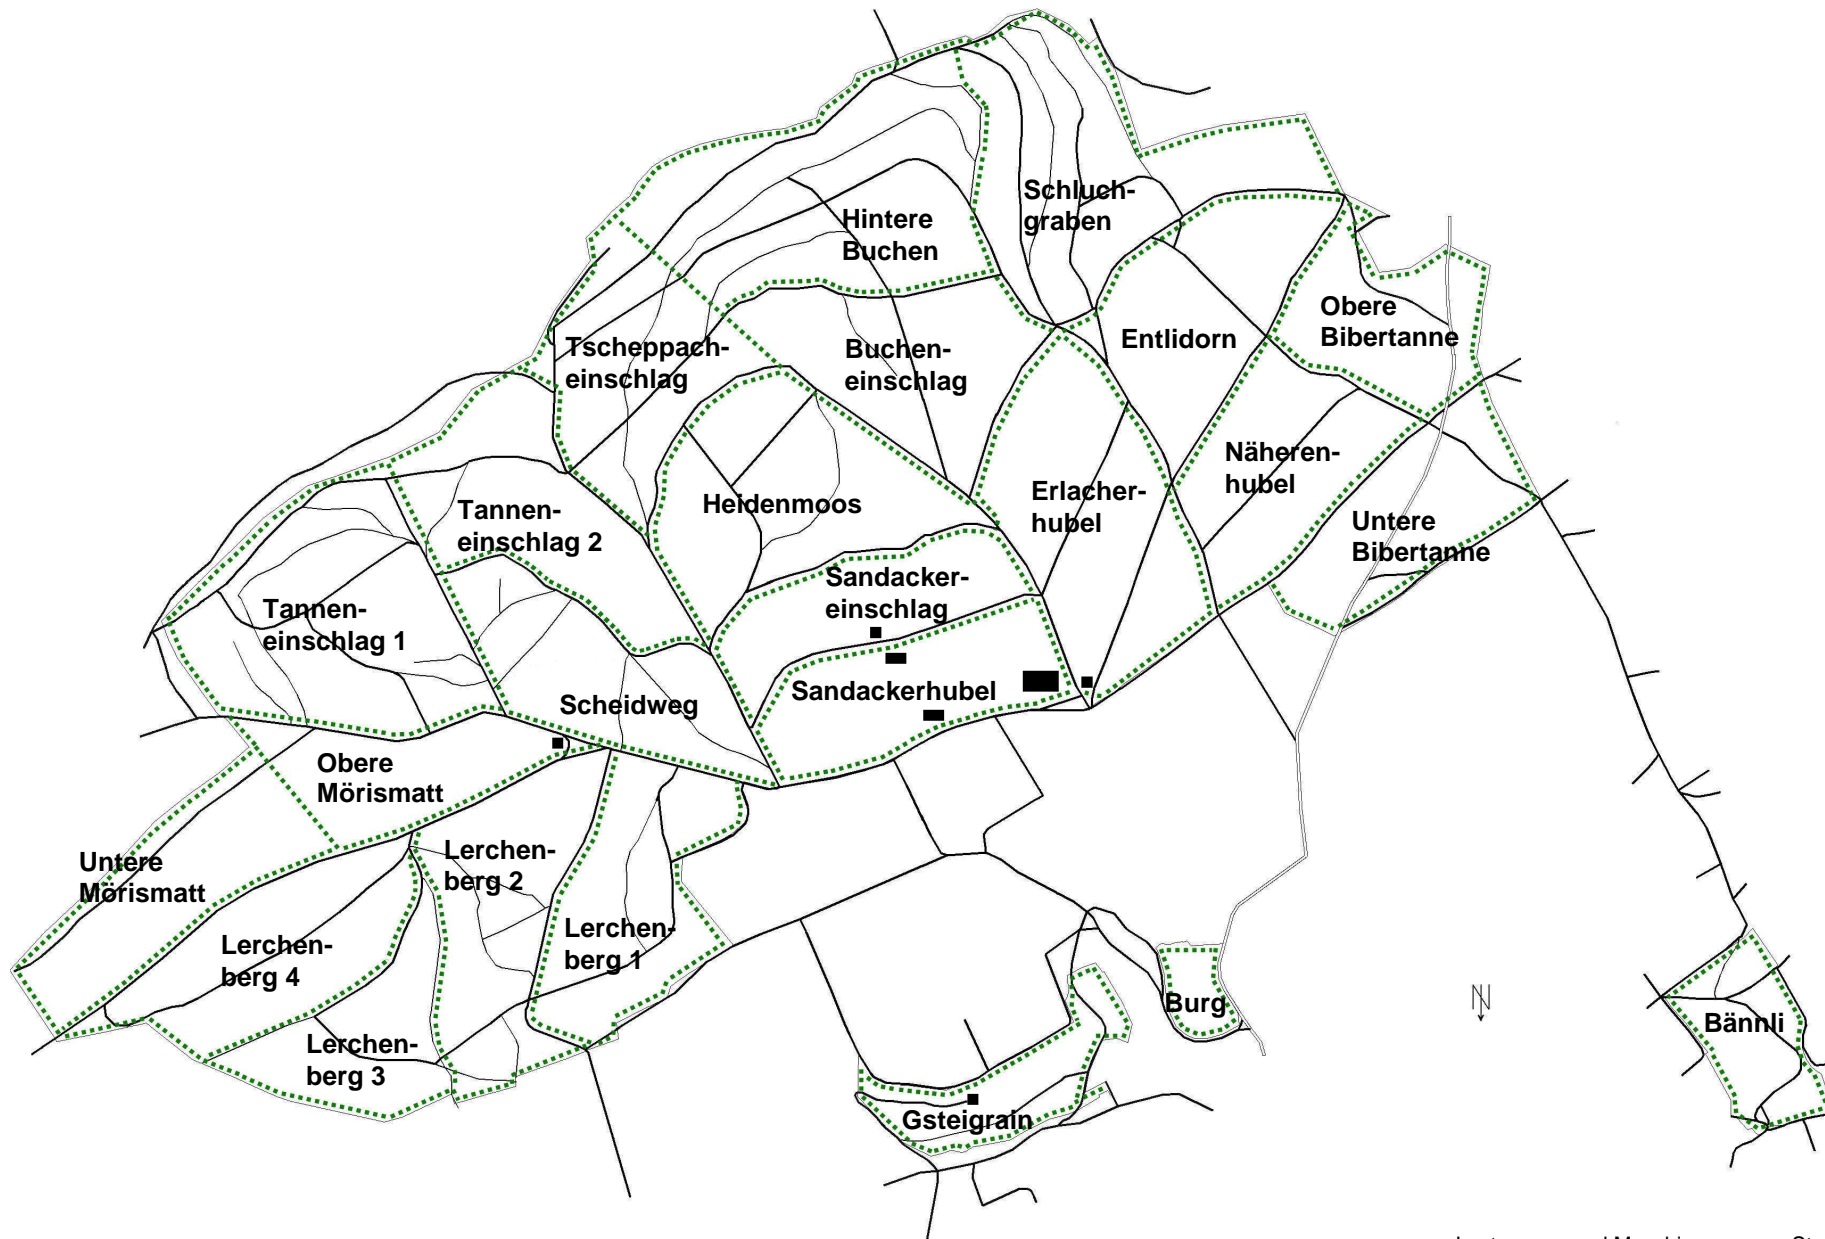 Schluch-
graben
Hintere
Buchen
Obere
Bibertanne
Entlidorn
Tscheppach-
einschlag
Buchen-
einschlag
Näheren-
hubel
Heidenmoos
Erlacher-
hubel
Tannen-
einschlag 2
Untere
Bibertanne
Sandacker-
einschlag
Tannen-
einschlag 1
Sandackerhubel
Scheidweg
Obere
Mörismatt
Untere
Mörismatt
Lerchen-
berg 2
Lerchen-
berg 1
Lerchen-
berg 4
Lerchen-
berg 3
Burg
N
Bännli
Gsteigrain